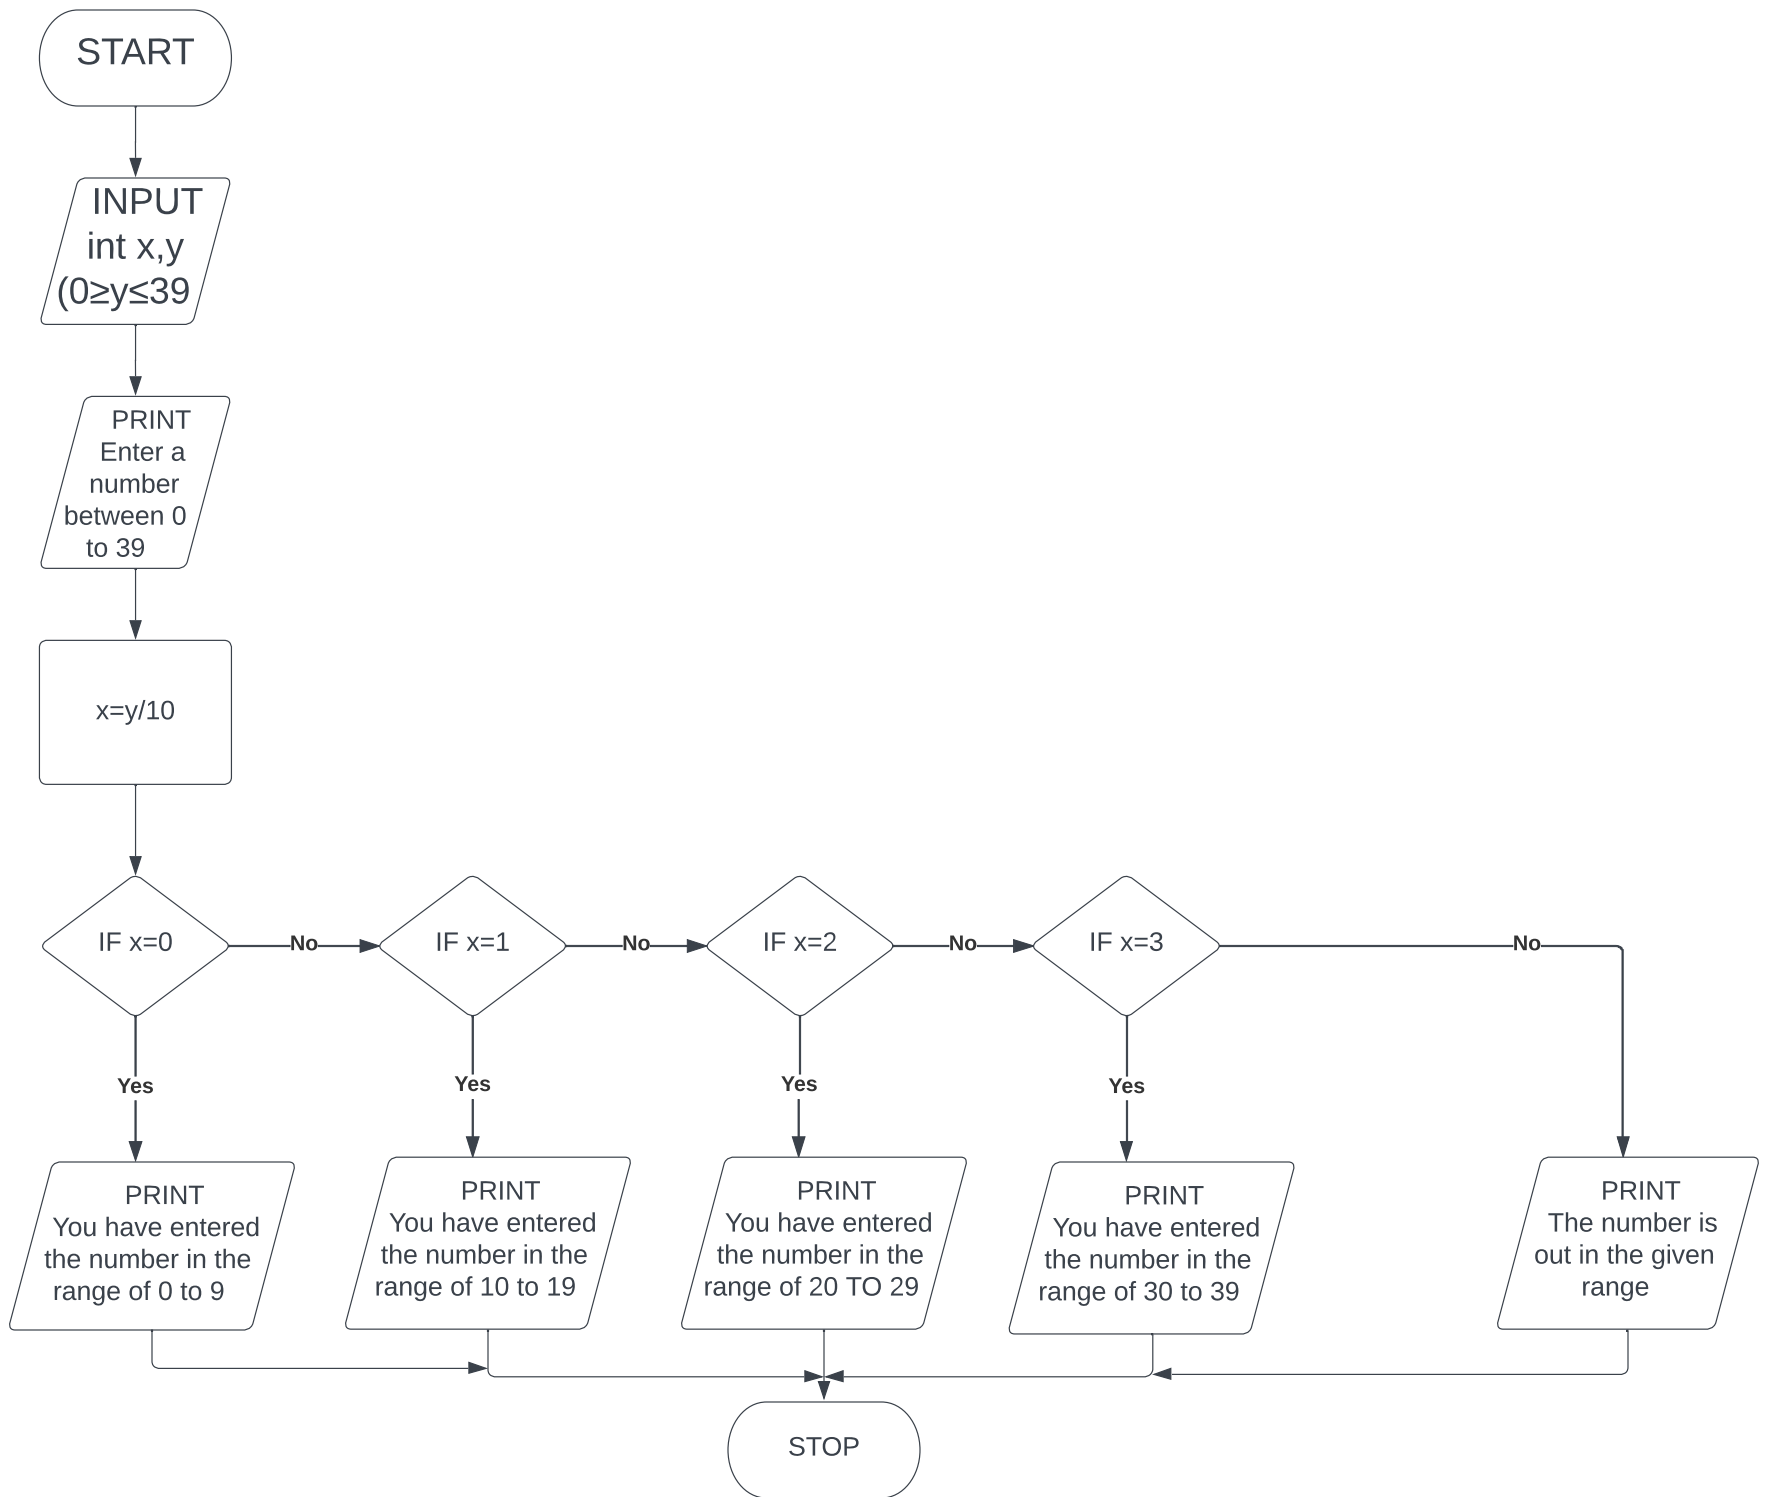 START
INPUT
int x,y
(0≥y≤39
PRINT
Enter a
number
between 0
to 39
x=y/10
IF x=0
No
IF x=1
No
IF x=2
No
IF x=3
No
Yes
Yes
Yes
Yes
PRINT
You have entered
the number in the
range of 0 to 9
PRINT
You have entered
the number in the
range of 10 to 19
PRINT
You have entered
the number in the
range of 20 TO 29
PRINT
You have entered
the number in the
range of 30 to 39
PRINT
The number is
out in the given
range
STOP